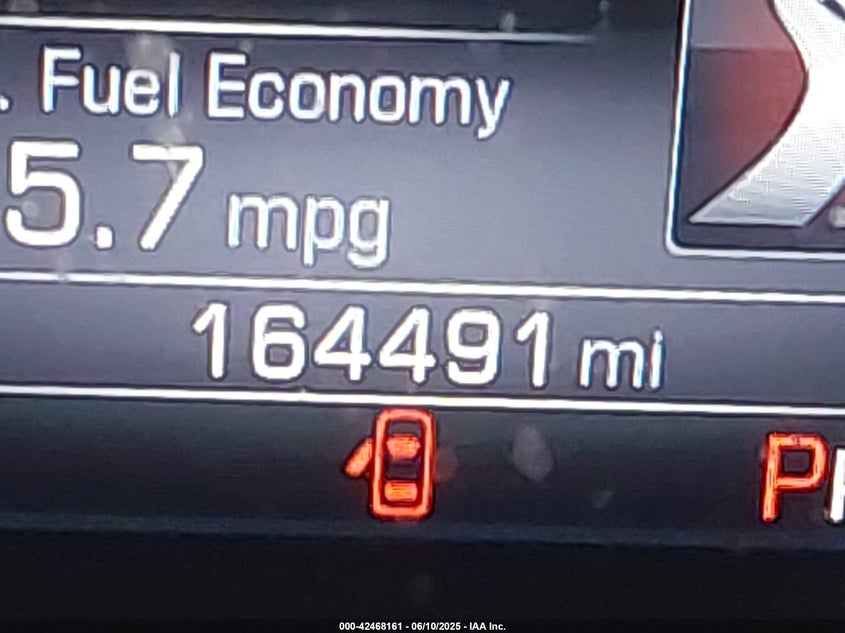 . Fuel Economy
5.7 mpg
164491 mi
P
000-42468161 - 06/10/2025 - IAA Inc.